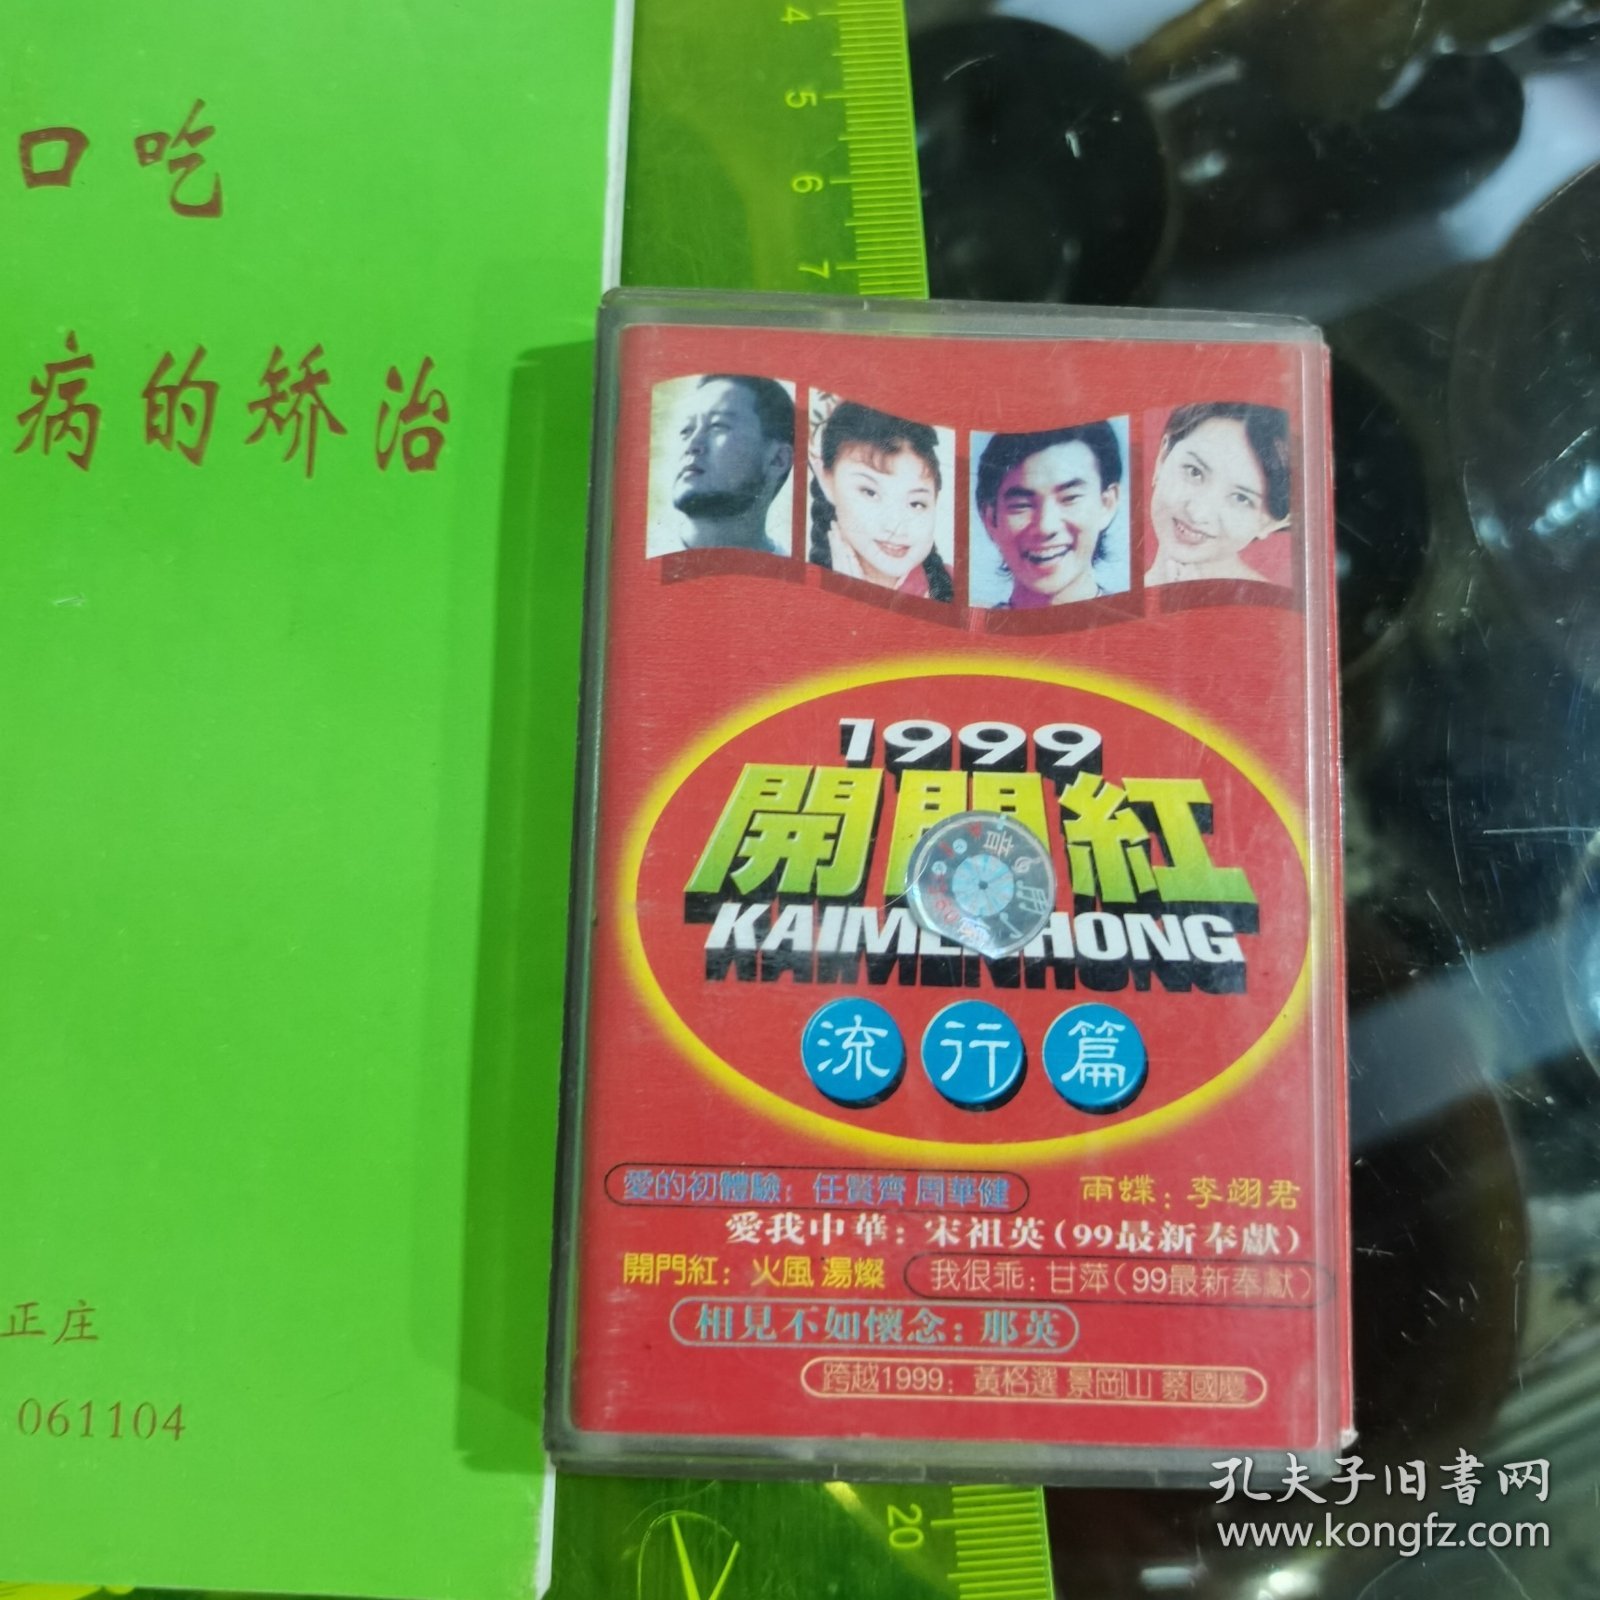 口吃
病的矫治
正庄
061104
4
5
6
7
1999
開門紅
KAIMENHONG
音
流行篇
愛的初體驗：任賢齊 周華健
雨蝶：李翊君
愛我中華：宋祖英（99最新奉獻）
開門紅：火風 湯燦
我很乖：甘萍（99最新奉獻）
相見不如懷念：那英
跨越1999：黃格選 景岡山 蔡國慶
20
孔夫子旧書网
www.kongfz.com